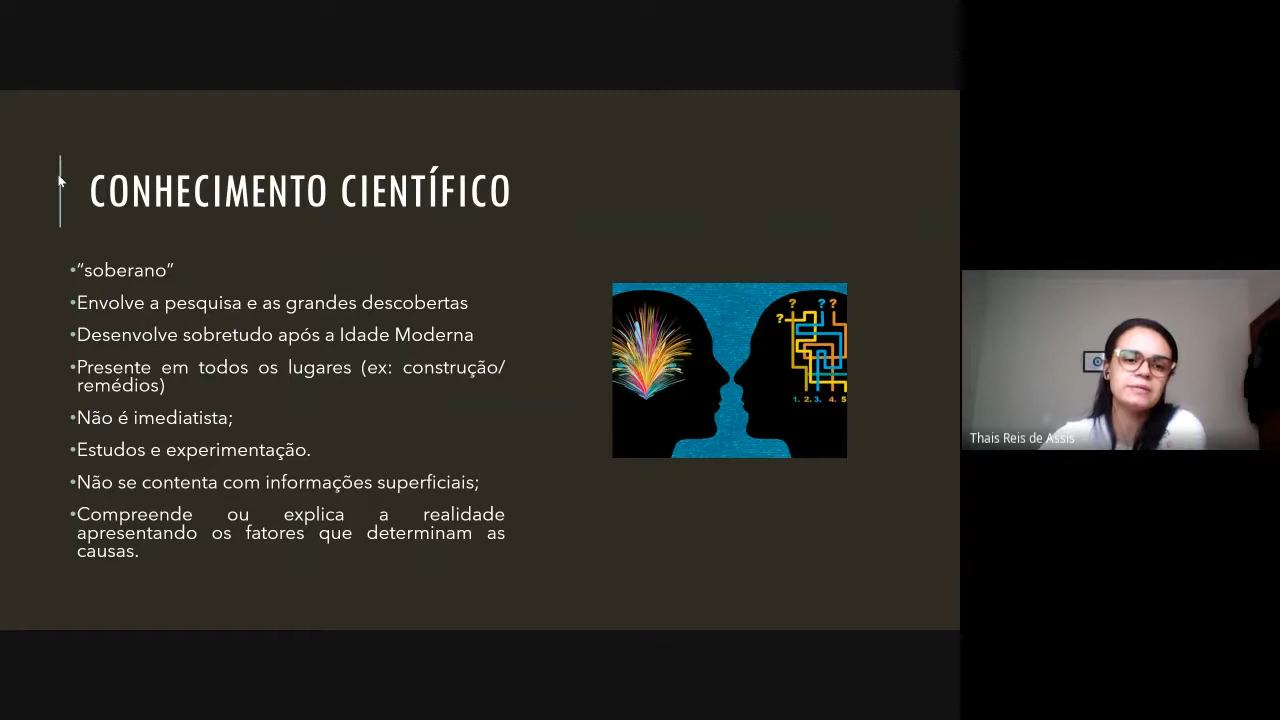 CONHECIMENTO CIENTÍFICO
•"soberano"
•Envolve a pesquisa e as grandes descobertas
•Desenvolve sobretudo após a Idade Moderna
•Presente em todos os lugares (ex: construção/
remédios)
•Não é imediatista;
•Estudos e experimentação.
•Não se contenta com informações superficiais;
•Compreende ou explica a realidade
apresentando os fatores que determinam as
causas.
? ? ?
?
1. 2. 3. 4. 5
Thais Reis de Assis